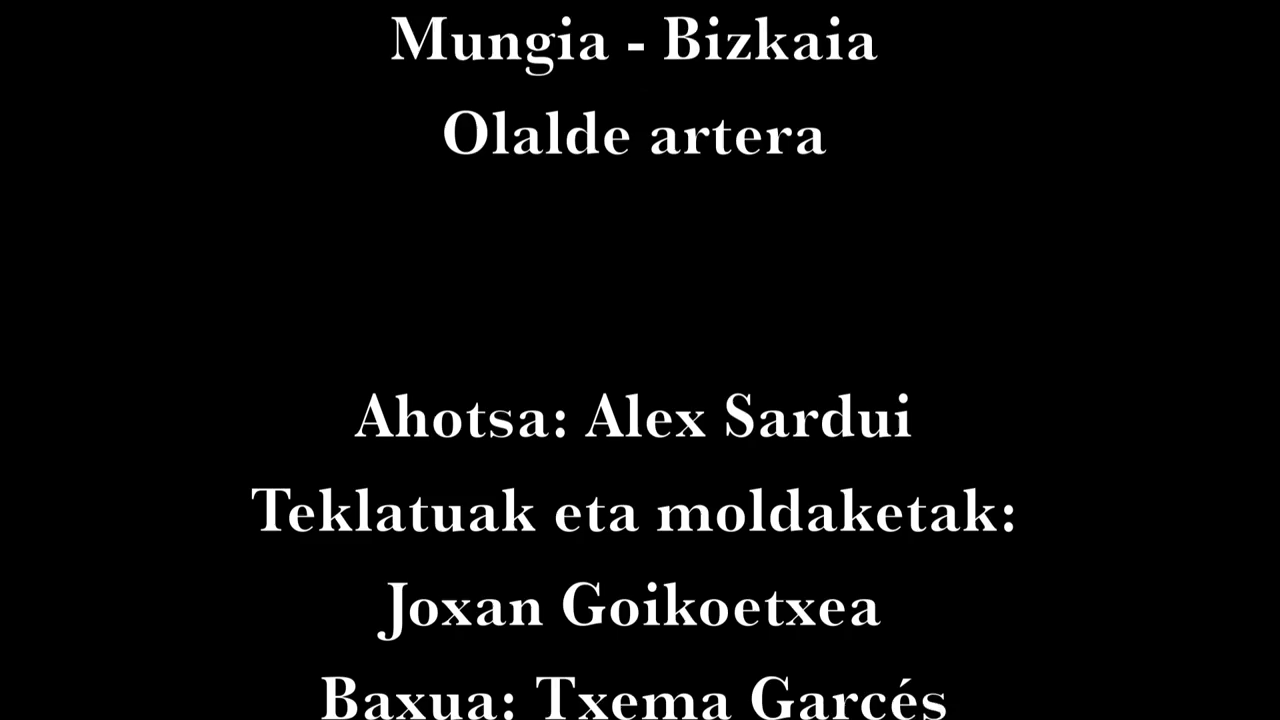 Mungia - Bizkaia
Olalde artera
Ahotsa: Alex Sardui
Teklatuak eta moldaketak:
Joxan Goikoetxea
Baxua: Txema Garcés